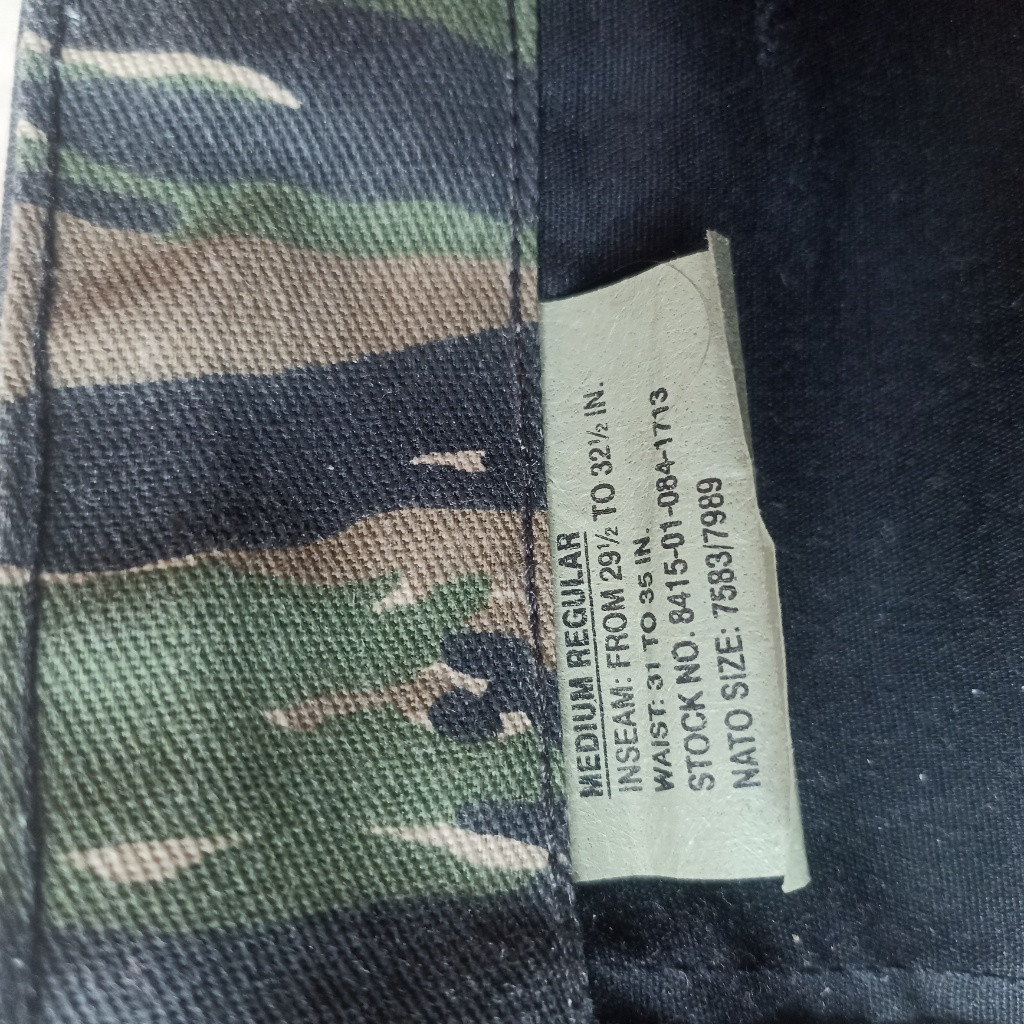 MEDIUM REGULAR
INSEAM: FROM 29½ TO 32½ IN.
WAIST: 31 TO 35 IN.
STOCK NO. 8415-01-084-1713
NATO SIZE: 7583/7989